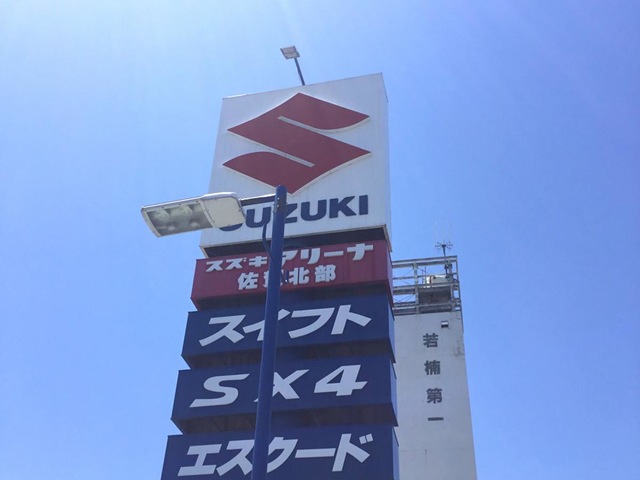 SUZUKI
スズキアリーナ
佐 北部
スイフト
SX4
エスクード
若楠第一